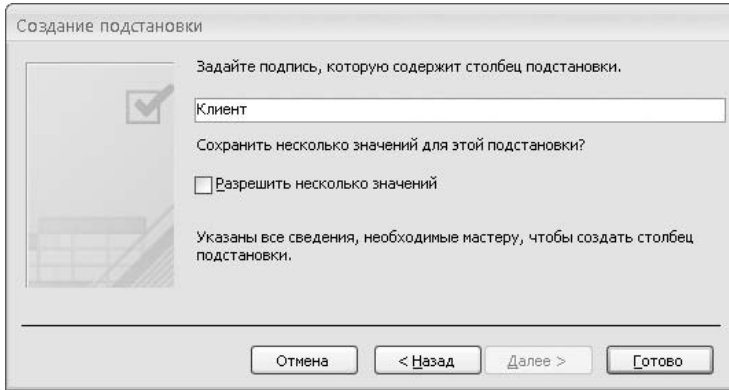 Создание подстановки
Задайте подпись, которую содержит столбец подстановки.
Клиент
Сохранить несколько значений для этой подстановки?
Разрешить несколько значений
Указаны все сведения, необходимые мастеру, чтобы создать столбец
подстановки.
Отмена < Назад Далее > Готово